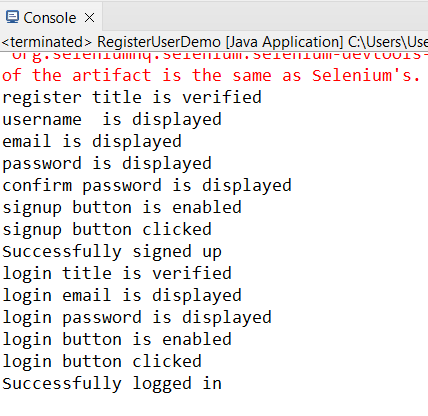 Console
<terminated> RegisterUserDemo [Java Application] C:\Users\Use
org.seleniumhq.selenium:selenium-devtools-
of the artifact is the same as Selenium's.
register title is verified
username  is displayed
email is displayed
password is displayed
confirm password is displayed
signup button is enabled
signup button clicked
Successfully signed up
login title is verified
login email is displayed
login password is displayed
login button is enabled
login button clicked
Successfully logged in